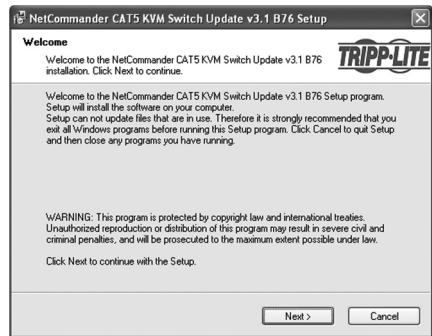 NetCommander CAT5 KVM Switch Update v3.1 B76 Setup
Welcome
Welcome to the NetCommander CAT5 KVM Switch Update v3.1 B76
installation. Click Next to continue.
TRIPP·LITE
Welcome to the NetCommander CAT5 KVM Switch Update v3.1 B76 Setup program.
Setup will install the software on your computer.
Setup can not update files that are in use. Therefore it is strongly recommended that you
exit all Windows programs before running this Setup program. Click Cancel to quit Setup
and then close any programs you have running.
WARNING: This program is protected by copyright law and international treaties.
Unauthorized reproduction or distribution of this program may result in severe civil and
criminal penalties, and will be prosecuted to the maximum extent possible under law.
Click Next to continue with the Setup.
Next >
Cancel